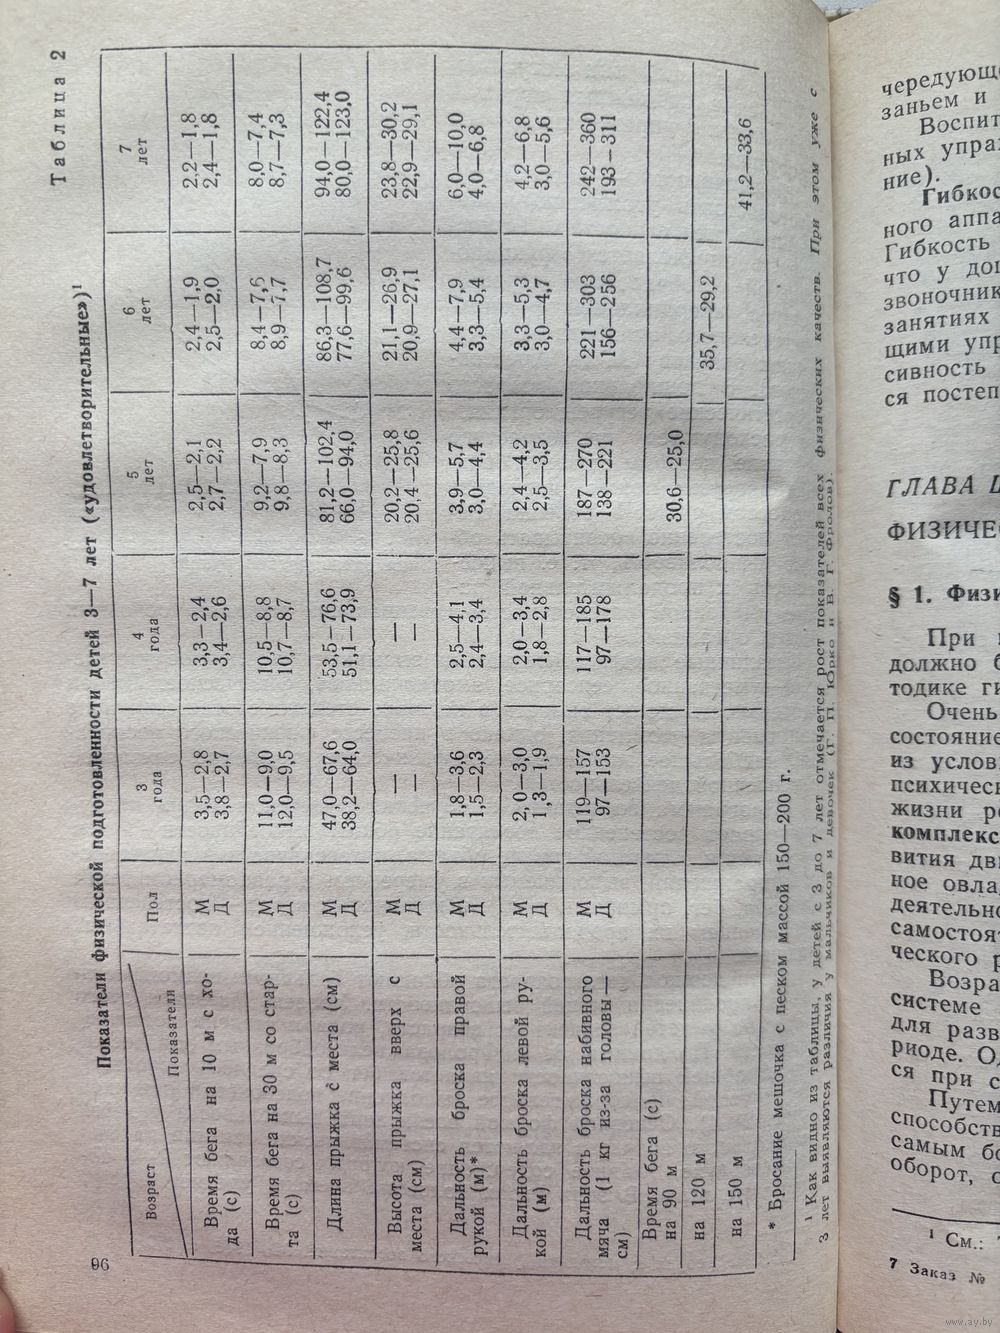 Таблица 2
Показатели физической подготовленности детей 3—7 лет («удовлетворительные»)¹
Возраст Показатели Пол 3 года 4 года 5 лет 6 лет 7 лет
Время бега на 10 м с хо- М 3,5—2,8 3,3—2,4 2,5—2,1 2,4—1,9 2,2—1,8
да (с) Д 3,8—2,7 3,4—2,6 2,7—2,2 2,5—2,0 2,4—1,8
Время бега на 30 м со стар- М 11,0—9,0 10,5—8,8 9,2—7,9 8,4—7,6 8,0—7,4
та (с) Д 12,0—9,5 10,7—8,7 9,8—8,3 8,9—7,7 8,7—7,3
Длина прыжка с места (см) М 47,0—67,6 53,5—76,6 81,2—102,4 86,3—108,7 94,0—122,4
Д 38,2—64,0 51,1—73,9 66,0—94,0 77,6—99,6 80,0—123,0
Высота прыжка вверх с М — — 20,2—25,8 21,1—26,9 23,8—30,2
места (см) Д — — 20,4—25,6 20,9—27,1 22,9—29,1
Дальность броска правой М 1,8—3,6 2,5—4,1 3,9—5,7 4,4—7,9 6,0—10,0
рукой (м)* Д 1,5—2,3 2,4—3,4 3,0—4,4 3,3—5,4 4,0—6,8
Дальность броска левой ру- М 2,0—3,0 2,0—3,4 2,4—4,2 3,3—5,3 4,2—6,8
кой (м) Д 1,3—1,9 1,8—2,8 2,5—3,5 3,0—4,7 3,0—5,6
Дальность броска набивного М 119—157 117—185 187—270 221—303 242—360
мяча (1 кг из-за головы— Д 97—153 97—178 138—221 156—256 193—311
см)
Время бега (с)
на 90 м 30,6—25,0
на 120 м 35,7—29,2
на 150 м 41,2—33,6
* Бросание мешочка с песком массой 150—200 г.
¹ Как видно из таблицы, у детей с 3 до 7 лет отмечается рост показателей всех физических качеств. При этом уже с
3 лет выявляются различия у мальчиков и девочек (Г. П. Юрко и В. Г. Фролов).
96
чередующ
заньем и
Воспит
ных упра
ние).
Гибкос
ного аппа
Гибкость
что у до
звоночник
занятиях
щими упр
сивность
ся постеп
ГЛАВА
ФИЗИЧЕС
§ 1. Физи
При
должно б
тодике ги
Очень
состояние
из услов
психичес
жизни ре
комплекс
вития дви
ное овла
деятельно
самостоят
ческого р
Возра
системе
для разв
риоде. О
ся при с
Путем
способств
самым бо
оборот, с
¹ См.:
7 Заказ №
www.ay.by